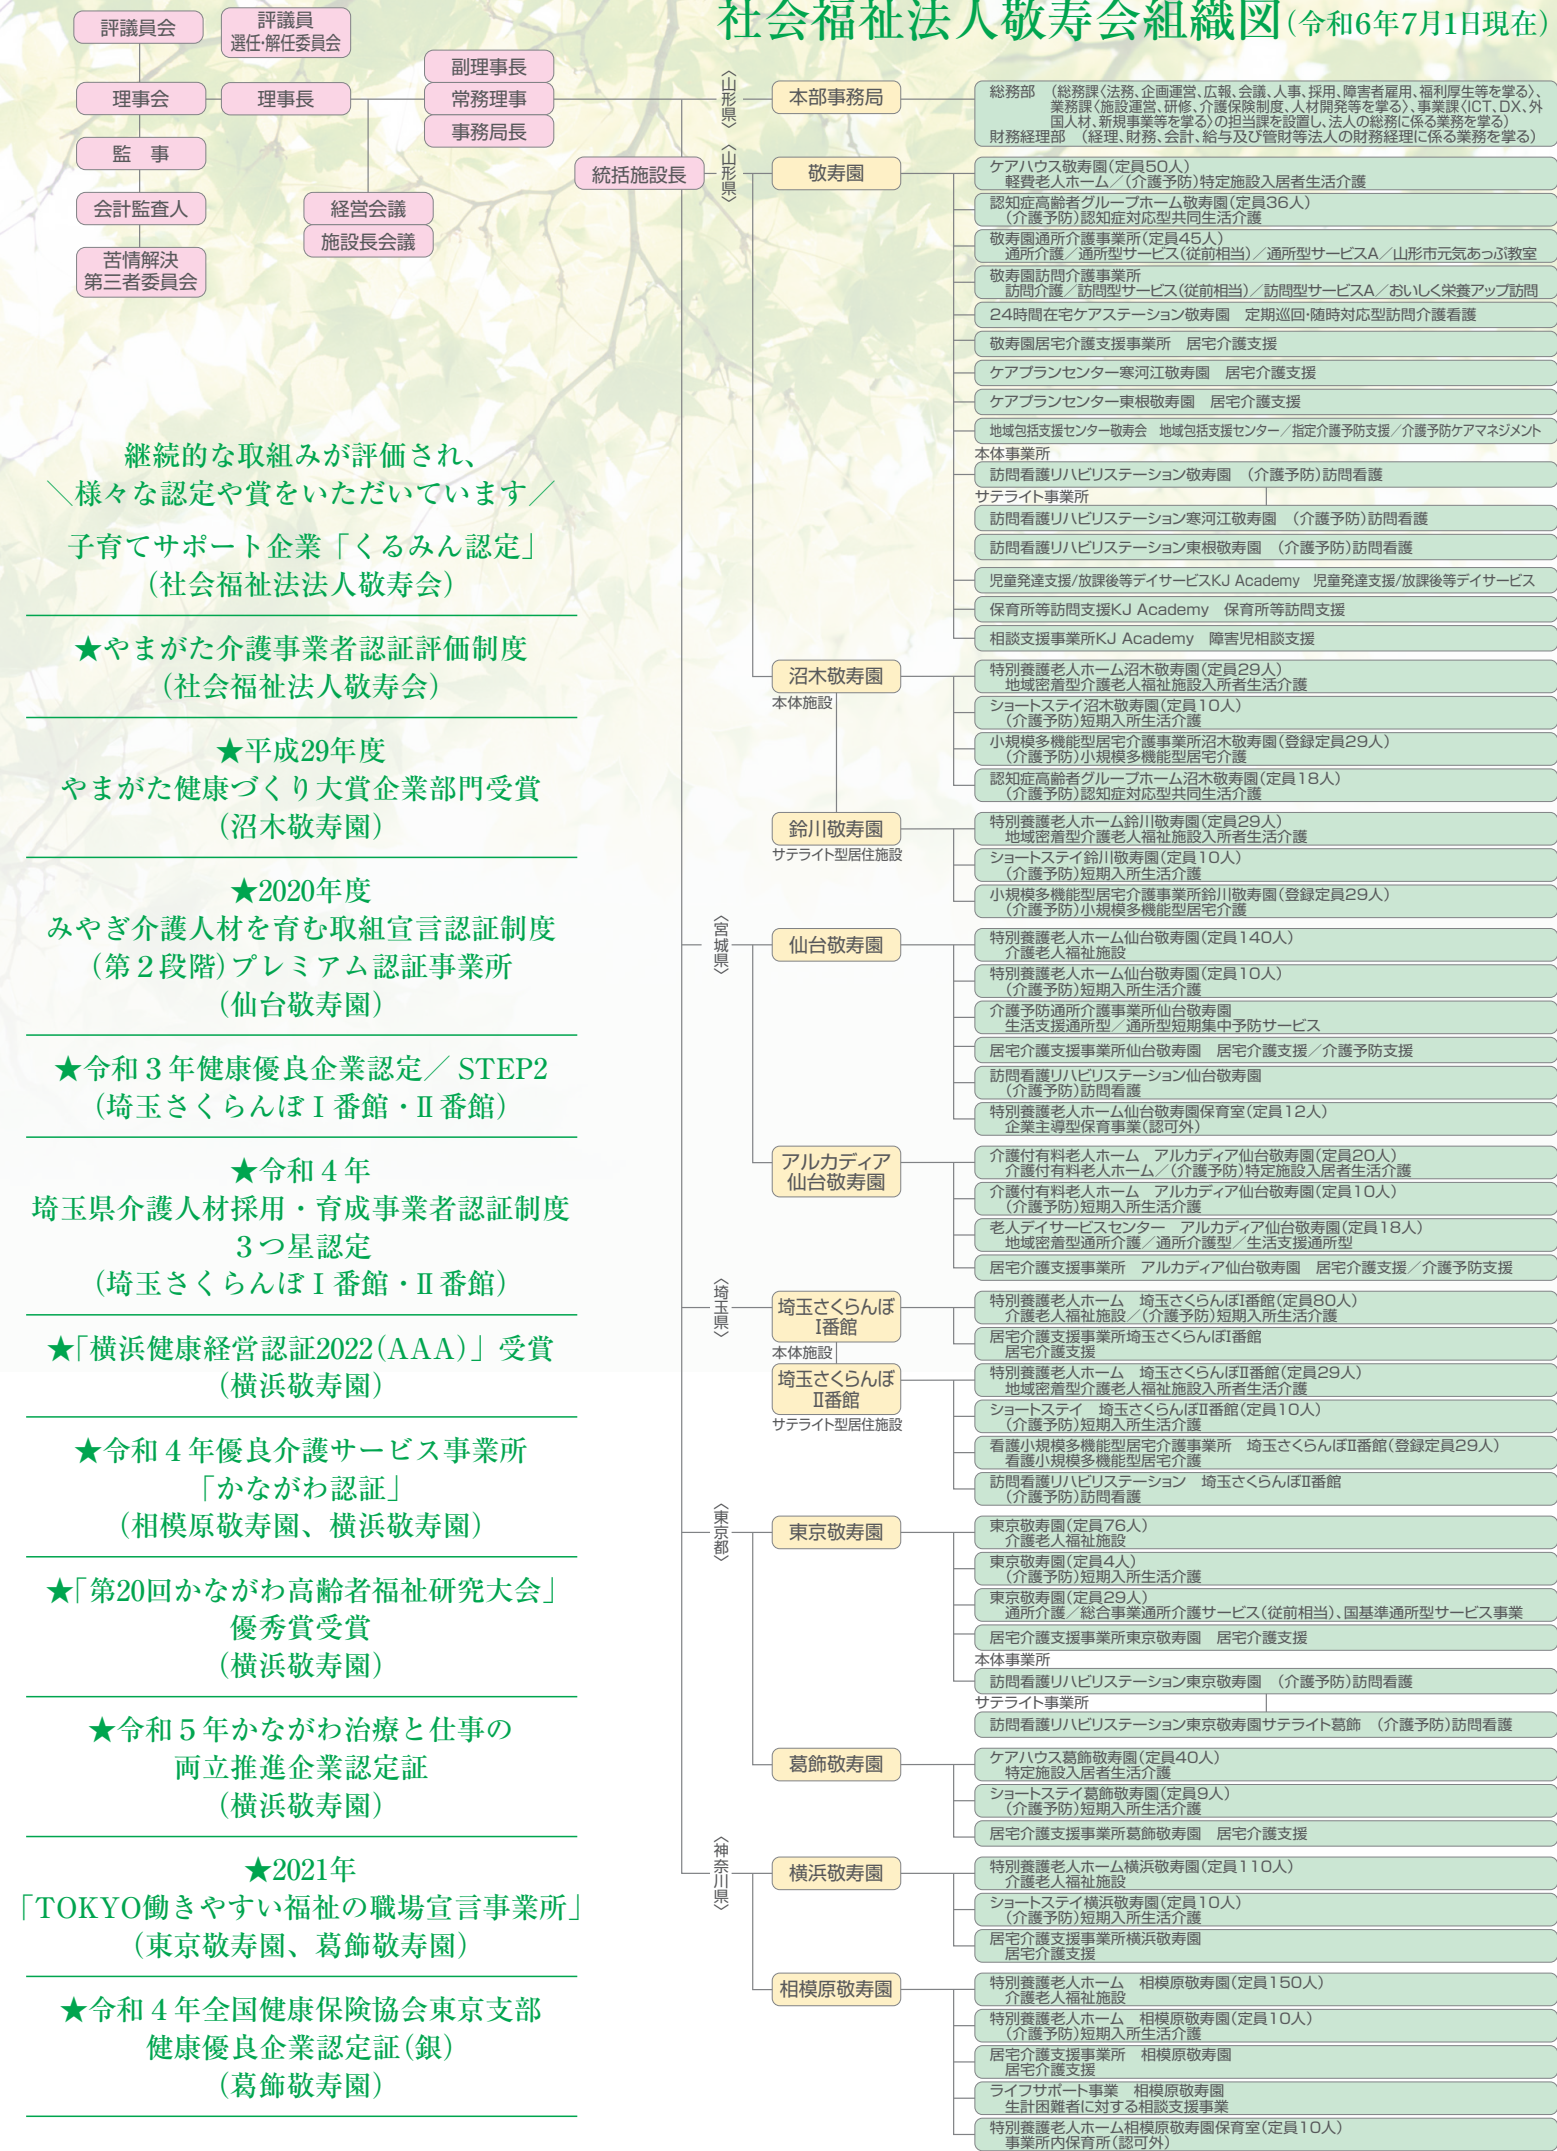 社会福祉法人敬寿会組織図(令和6年7月1日現在)
評議員会
評議員
選任・解任委員会
理事会
理事長
副理事長
常務理事
事務局長
監　事
会計監査人
苦情解決
第三者委員会
経営会議
施設長会議
統括施設長
〈山形県〉
本部事務局
総務部　(総務課〈法務、企画運営、広報、会議、人事、採用、障害者雇用、福利厚生等を掌る〉、
業務課〈施設運営、研修、介護保険制度、人材開発等を掌る〉、事業課〈ICT、DX、外
国人材、新規事業等を掌る〉の担当課を設置し、法人の総務に係る業務を掌る)
財務経理部　(経理、財務、会計、給与及び管財等法人の財務経理に係る業務を掌る)
〈山形県〉
敬寿園
ケアハウス敬寿園(定員50人)
軽費老人ホーム／(介護予防)特定施設入居者生活介護
認知症高齢者グループホーム敬寿園(定員36人)
(介護予防)認知症対応型共同生活介護
敬寿園通所介護事業所(定員45人)
通所介護／通所型サービス(従前相当)／通所型サービスA／山形市元気あっぷ教室
敬寿園訪問介護事業所
訪問介護／訪問型サービス(従前相当)／訪問型サービスA／おいしく栄養アップ訪問
24時間在宅ケアステーション敬寿園　定期巡回・随時対応型訪問介護看護
敬寿園居宅介護支援事業所　居宅介護支援
ケアプランセンター寒河江敬寿園　居宅介護支援
ケアプランセンター東根敬寿園　居宅介護支援
地域包括支援センター敬寿会　地域包括支援センター／指定介護予防支援／介護予防ケアマネジメント
本体事業所
訪問看護リハビリステーション敬寿園　(介護予防)訪問看護
サテライト事業所
訪問看護リハビリステーション寒河江敬寿園　(介護予防)訪問看護
訪問看護リハビリステーション東根敬寿園　(介護予防)訪問看護
児童発達支援/放課後等デイサービスKJ Academy　児童発達支援/放課後等デイサービス
保育所等訪問支援KJ Academy　保育所等訪問支援
相談支援事業所KJ Academy　障害児相談支援
沼木敬寿園
本体施設
特別養護老人ホーム沼木敬寿園(定員29人)
地域密着型介護老人福祉施設入所者生活介護
ショートステイ沼木敬寿園(定員10人)
(介護予防)短期入所生活介護
小規模多機能型居宅介護事業所沼木敬寿園(登録定員29人)
(介護予防)小規模多機能型居宅介護
認知症高齢者グループホーム沼木敬寿園(定員18人)
(介護予防)認知症対応型共同生活介護
鈴川敬寿園
サテライト型居住施設
特別養護老人ホーム鈴川敬寿園(定員29人)
地域密着型介護老人福祉施設入所者生活介護
ショートステイ鈴川敬寿園(定員10人)
(介護予防)短期入所生活介護
小規模多機能型居宅介護事業所鈴川敬寿園(登録定員29人)
(介護予防)小規模多機能型居宅介護
〈宮城県〉
仙台敬寿園
特別養護老人ホーム仙台敬寿園(定員140人)
介護老人福祉施設
特別養護老人ホーム仙台敬寿園(定員10人)
(介護予防)短期入所生活介護
介護予防通所介護事業所仙台敬寿園
生活支援通所型／通所型短期集中予防サービス
居宅介護支援事業所仙台敬寿園　居宅介護支援／介護予防支援
訪問看護リハビリステーション仙台敬寿園
(介護予防)訪問看護
特別養護老人ホーム仙台敬寿園保育室(定員12人)
企業主導型保育事業(認可外)
アルカディア
仙台敬寿園
介護付有料老人ホーム　アルカディア仙台敬寿園(定員20人)
介護付有料老人ホーム／(介護予防)特定施設入居者生活介護
介護付有料老人ホーム　アルカディア仙台敬寿園(定員10人)
(介護予防)短期入所生活介護
老人デイサービスセンター　アルカディア仙台敬寿園(定員18人)
地域密着型通所介護／通所介護型／生活支援通所型
居宅介護支援事業所　アルカディア仙台敬寿園　居宅介護支援／介護予防支援
〈埼玉県〉
埼玉さくらんぼ
Ⅰ番館
本体施設
特別養護老人ホーム　埼玉さくらんぼⅠ番館(定員80人)
介護老人福祉施設／(介護予防)短期入所生活介護
居宅介護支援事業所埼玉さくらんぼⅠ番館
居宅介護支援
埼玉さくらんぼ
Ⅱ番館
サテライト型居住施設
特別養護老人ホーム　埼玉さくらんぼⅡ番館(定員29人)
地域密着型介護老人福祉施設入所者生活介護
ショートステイ　埼玉さくらんぼⅡ番館(定員10人)
(介護予防)短期入所生活介護
看護小規模多機能型居宅介護事業所　埼玉さくらんぼⅡ番館(登録定員29人)
看護小規模多機能型居宅介護
訪問看護リハビリステーション　埼玉さくらんぼⅡ番館
(介護予防)訪問看護
〈東京都〉
東京敬寿園
東京敬寿園(定員76人)
介護老人福祉施設
東京敬寿園(定員4人)
(介護予防)短期入所生活介護
東京敬寿園(定員29人)
通所介護／総合事業通所介護サービス(従前相当)、国基準通所型サービス事業
居宅介護支援事業所東京敬寿園　居宅介護支援
本体事業所
訪問看護リハビリステーション東京敬寿園　(介護予防)訪問看護
サテライト事業所
訪問看護リハビリステーション東京敬寿園サテライト葛飾　(介護予防)訪問看護
葛飾敬寿園
ケアハウス葛飾敬寿園(定員40人)
特定施設入居者生活介護
ショートステイ葛飾敬寿園(定員9人)
(介護予防)短期入所生活介護
居宅介護支援事業所葛飾敬寿園　居宅介護支援
〈神奈川県〉
横浜敬寿園
特別養護老人ホーム横浜敬寿園(定員110人)
介護老人福祉施設
ショートステイ横浜敬寿園(定員10人)
(介護予防)短期入所生活介護
居宅介護支援事業所横浜敬寿園
居宅介護支援
相模原敬寿園
特別養護老人ホーム　相模原敬寿園(定員150人)
介護老人福祉施設
特別養護老人ホーム　相模原敬寿園(定員10人)
(介護予防)短期入所生活介護
居宅介護支援事業所　相模原敬寿園
居宅介護支援
ライフサポート事業　相模原敬寿園
生計困難者に対する相談支援事業
特別養護老人ホーム相模原敬寿園保育室(定員10人)
事業所内保育所(認可外)
継続的な取組みが評価され、
＼様々な認定や賞をいただいています／
子育てサポート企業「くるみん認定」
(社会福祉法法人敬寿会)
★やまがた介護事業者認証評価制度
(社会福祉法人敬寿会)
★平成29年度
やまがた健康づくり大賞企業部門受賞
(沼木敬寿園)
★2020年度
みやぎ介護人材を育む取組宣言認証制度
(第２段階)プレミアム認証事業所
(仙台敬寿園)
★令和３年健康優良企業認定／ STEP2
(埼玉さくらんぼⅠ番館・Ⅱ番館)
★令和４年
埼玉県介護人材採用・育成事業者認証制度
３つ星認定
(埼玉さくらんぼⅠ番館・Ⅱ番館)
★「横浜健康経営認証2022(AAA)」受賞
(横浜敬寿園)
★令和４年優良介護サービス事業所
「かながわ認証」
(相模原敬寿園、横浜敬寿園)
★「第20回かながわ高齢者福祉研究大会」
優秀賞受賞
(横浜敬寿園)
★令和５年かながわ治療と仕事の
両立推進企業認定証
(横浜敬寿園)
★2021年
「TOKYO働きやすい福祉の職場宣言事業所」
(東京敬寿園、葛飾敬寿園)
★令和４年全国健康保険協会東京支部
健康優良企業認定証(銀)
(葛飾敬寿園)